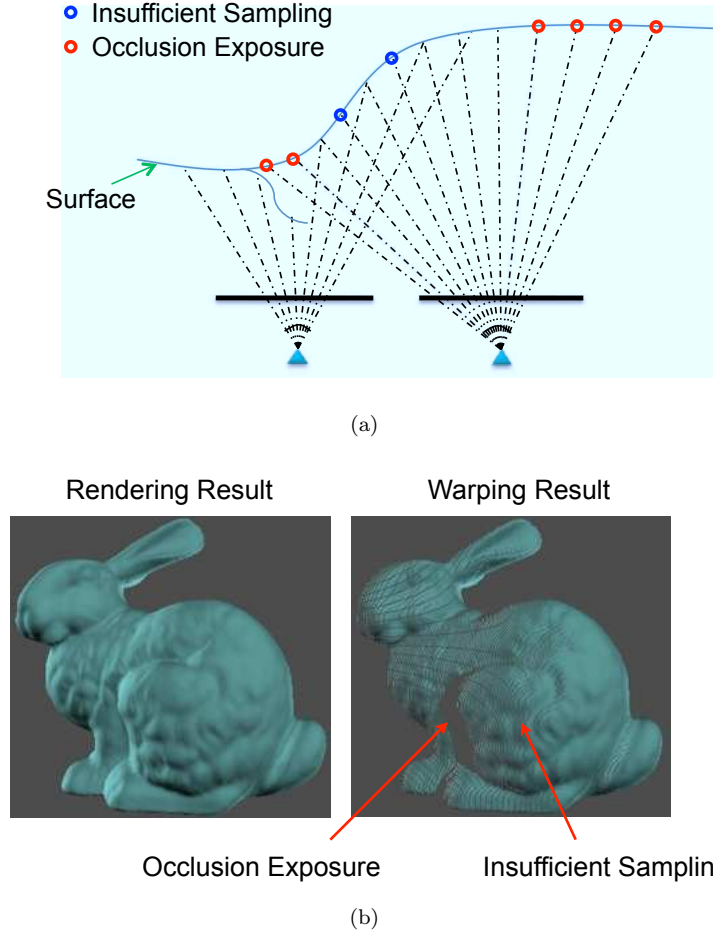 Insufficient Sampling
Occlusion Exposure
Surface
(a)
Rendering Result
Warping Result
Occlusion Exposure
Insufficient Samplin
(b)